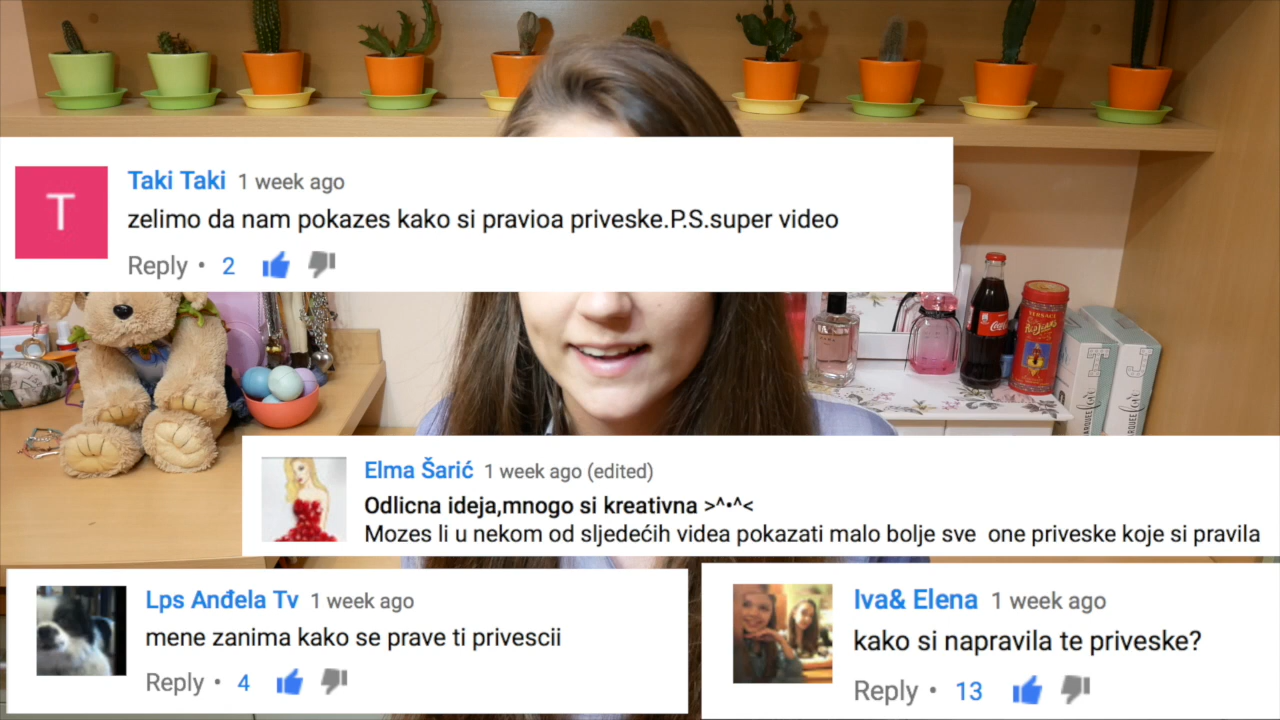 T
Taki Taki 1 week ago
zelimo da nam pokazes kako si pravioa priveske.P.S.super video
Reply • 2
Coca-Cola
VERSACE
Elma Šarić 1 week ago (edited)
Odlicna ideja,mnogo si kreativna >^•^<
Mozes li u nekom od sljedećih videa pokazati malo bolje sve one priveske koje si pravila
Lps Anđela Tv 1 week ago
mene zanima kako se prave ti privescii
Reply • 4
Iva& Elena 1 week ago
kako si napravila te priveske?
Reply • 13